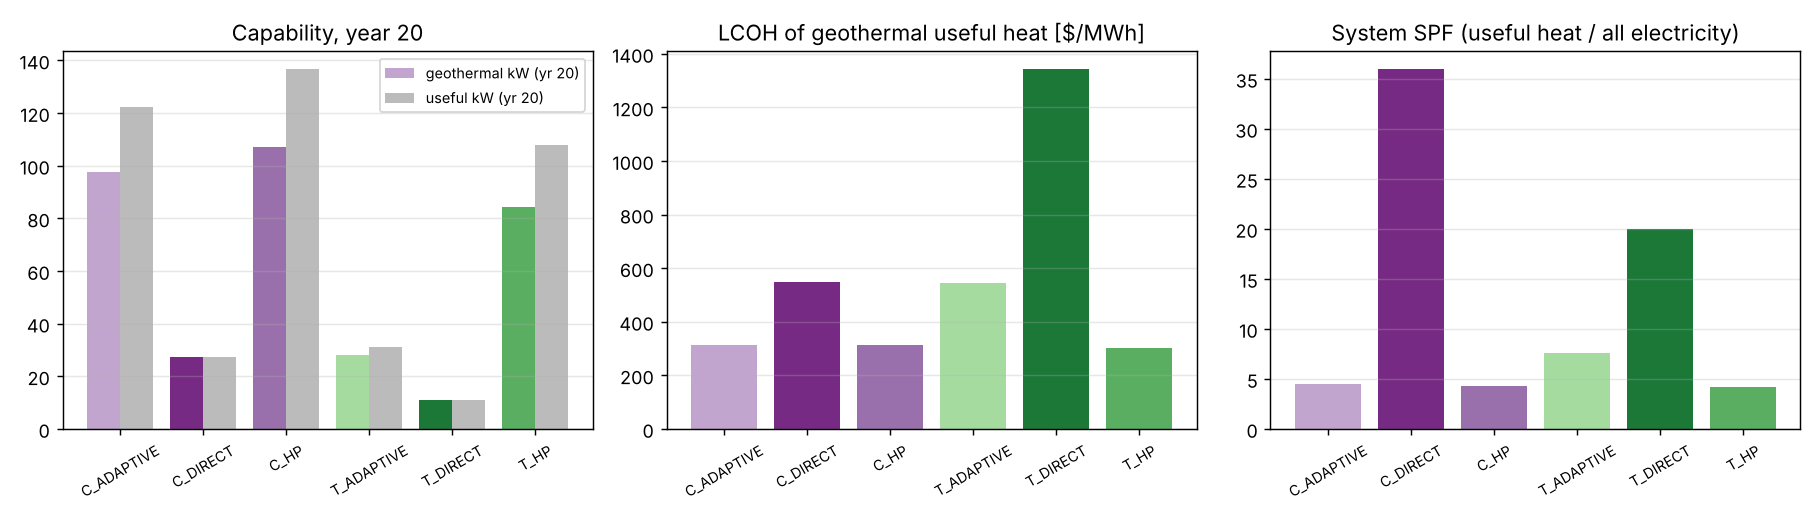 Capability, year 20
140
120
100
80
60
40
20
0
geothermal kW (yr 20)
useful kW (yr 20)
C_ADAPTIVE
C_DIRECT
C_HP
T_ADAPTIVE
T_DIRECT
T_HP
LCOH of geothermal useful heat [$/MWh]
1400
1200
1000
800
600
400
200
0
C_ADAPTIVE
C_DIRECT
C_HP
T_ADAPTIVE
T_DIRECT
T_HP
System SPF (useful heat / all electricity)
35
30
25
20
15
10
5
0
C_ADAPTIVE
C_DIRECT
C_HP
T_ADAPTIVE
T_DIRECT
T_HP